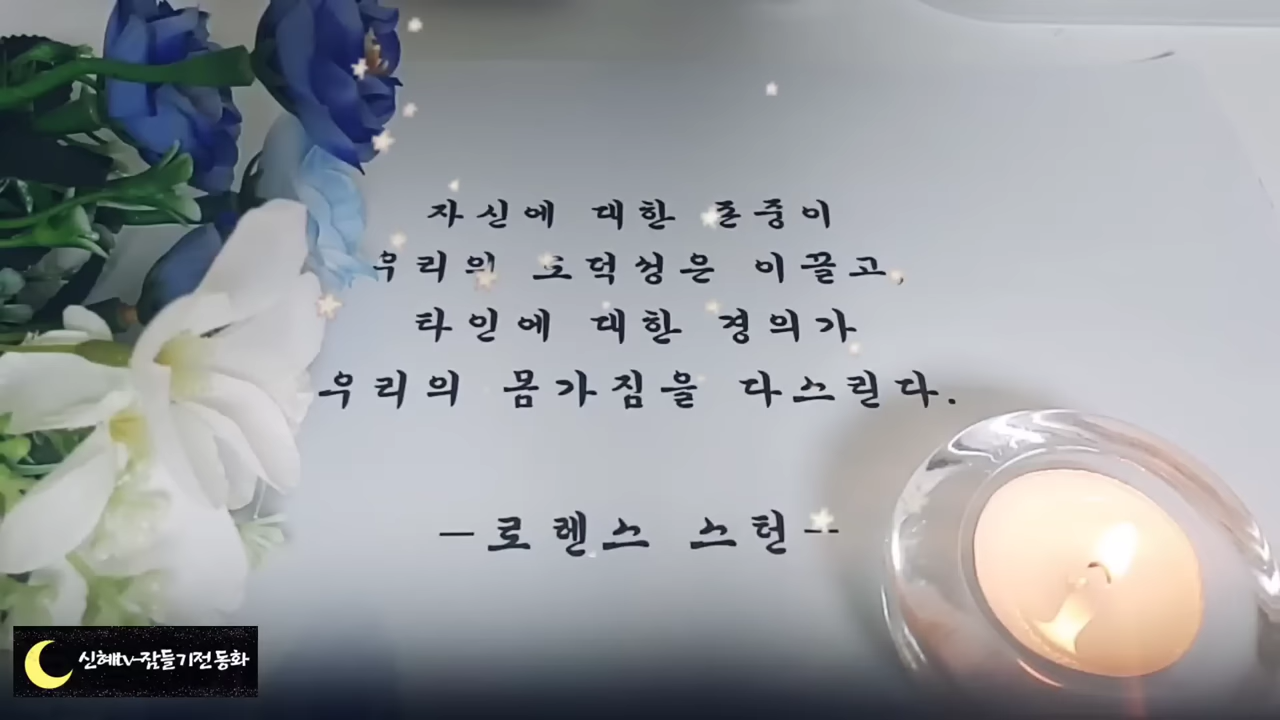 자신에 대한 존중이
우리의 도덕성은 이끌고,
타인에 대한 경의가
우리의 몸가짐을 다스린다.
-로렌스 스턴--
신혜tv-잠들기전동화